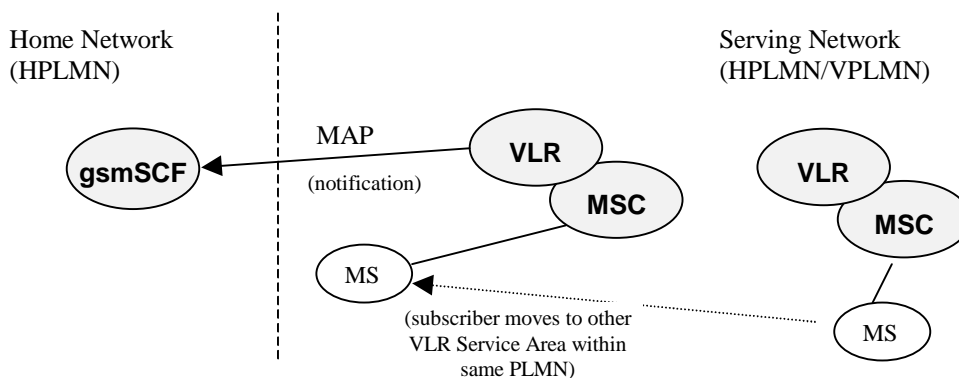 Home Network
(HPLMN)
Serving Network
(HPLMN/VPLMN)
MAP
(notification)
gsmSCF
VLR
MSC
VLR
MSC
MS
MS
(subscriber moves to other
VLR Service Area within
same PLMN)